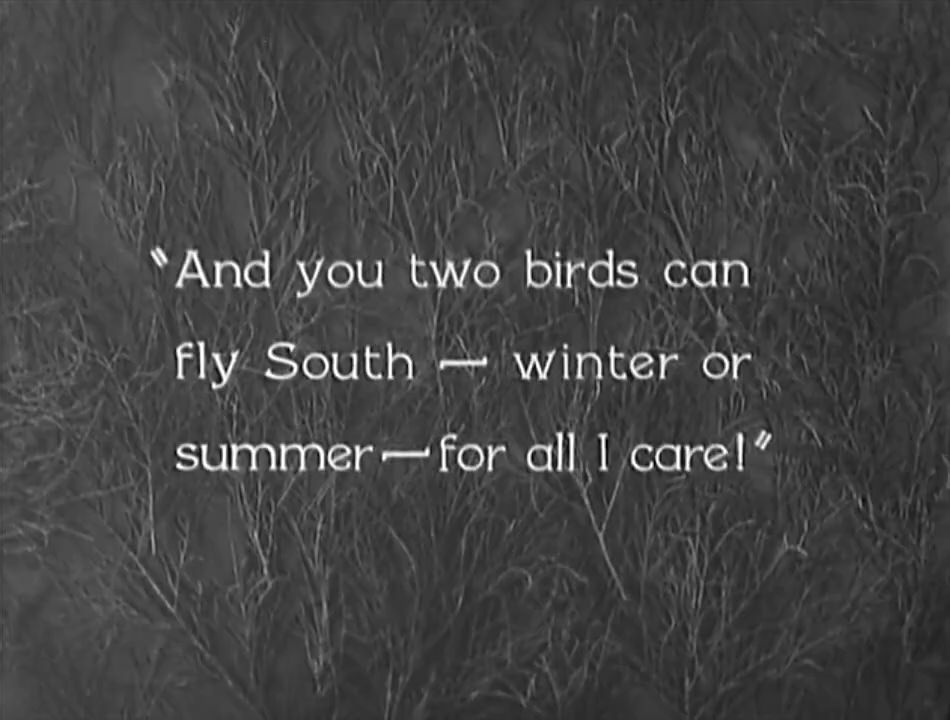 "And you two birds can
fly South — winter or
summer—for all I care!"